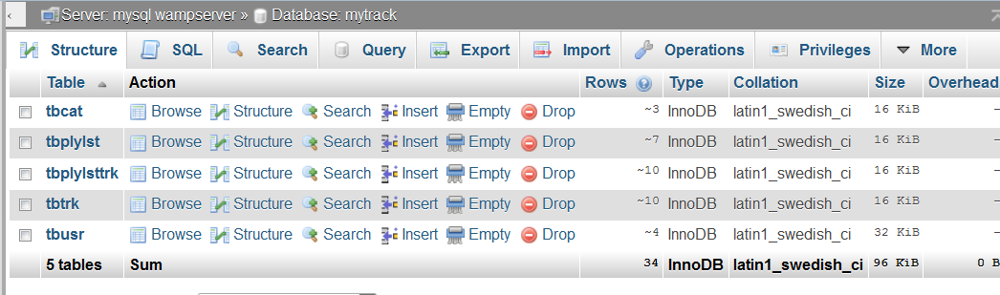 Server: mysql wampserver » Database: mytrack
Structure SQL Search Query Export Import Operations Privileges More
Table Action Rows Type Collation Size Overhead
tbcat Browse Structure Search Insert Empty Drop ~3 InnoDB latin1_swedish_ci 16 KiB –
tbplylst Browse Structure Search Insert Empty Drop ~7 InnoDB latin1_swedish_ci 16 KiB –
tbplylsttrk Browse Structure Search Insert Empty Drop ~10 InnoDB latin1_swedish_ci 16 KiB –
tbtrk Browse Structure Search Insert Empty Drop ~10 InnoDB latin1_swedish_ci 16 KiB –
tbusr Browse Structure Search Insert Empty Drop ~4 InnoDB latin1_swedish_ci 32 KiB –
5 tables Sum 34 InnoDB latin1_swedish_ci 96 KiB 0 B